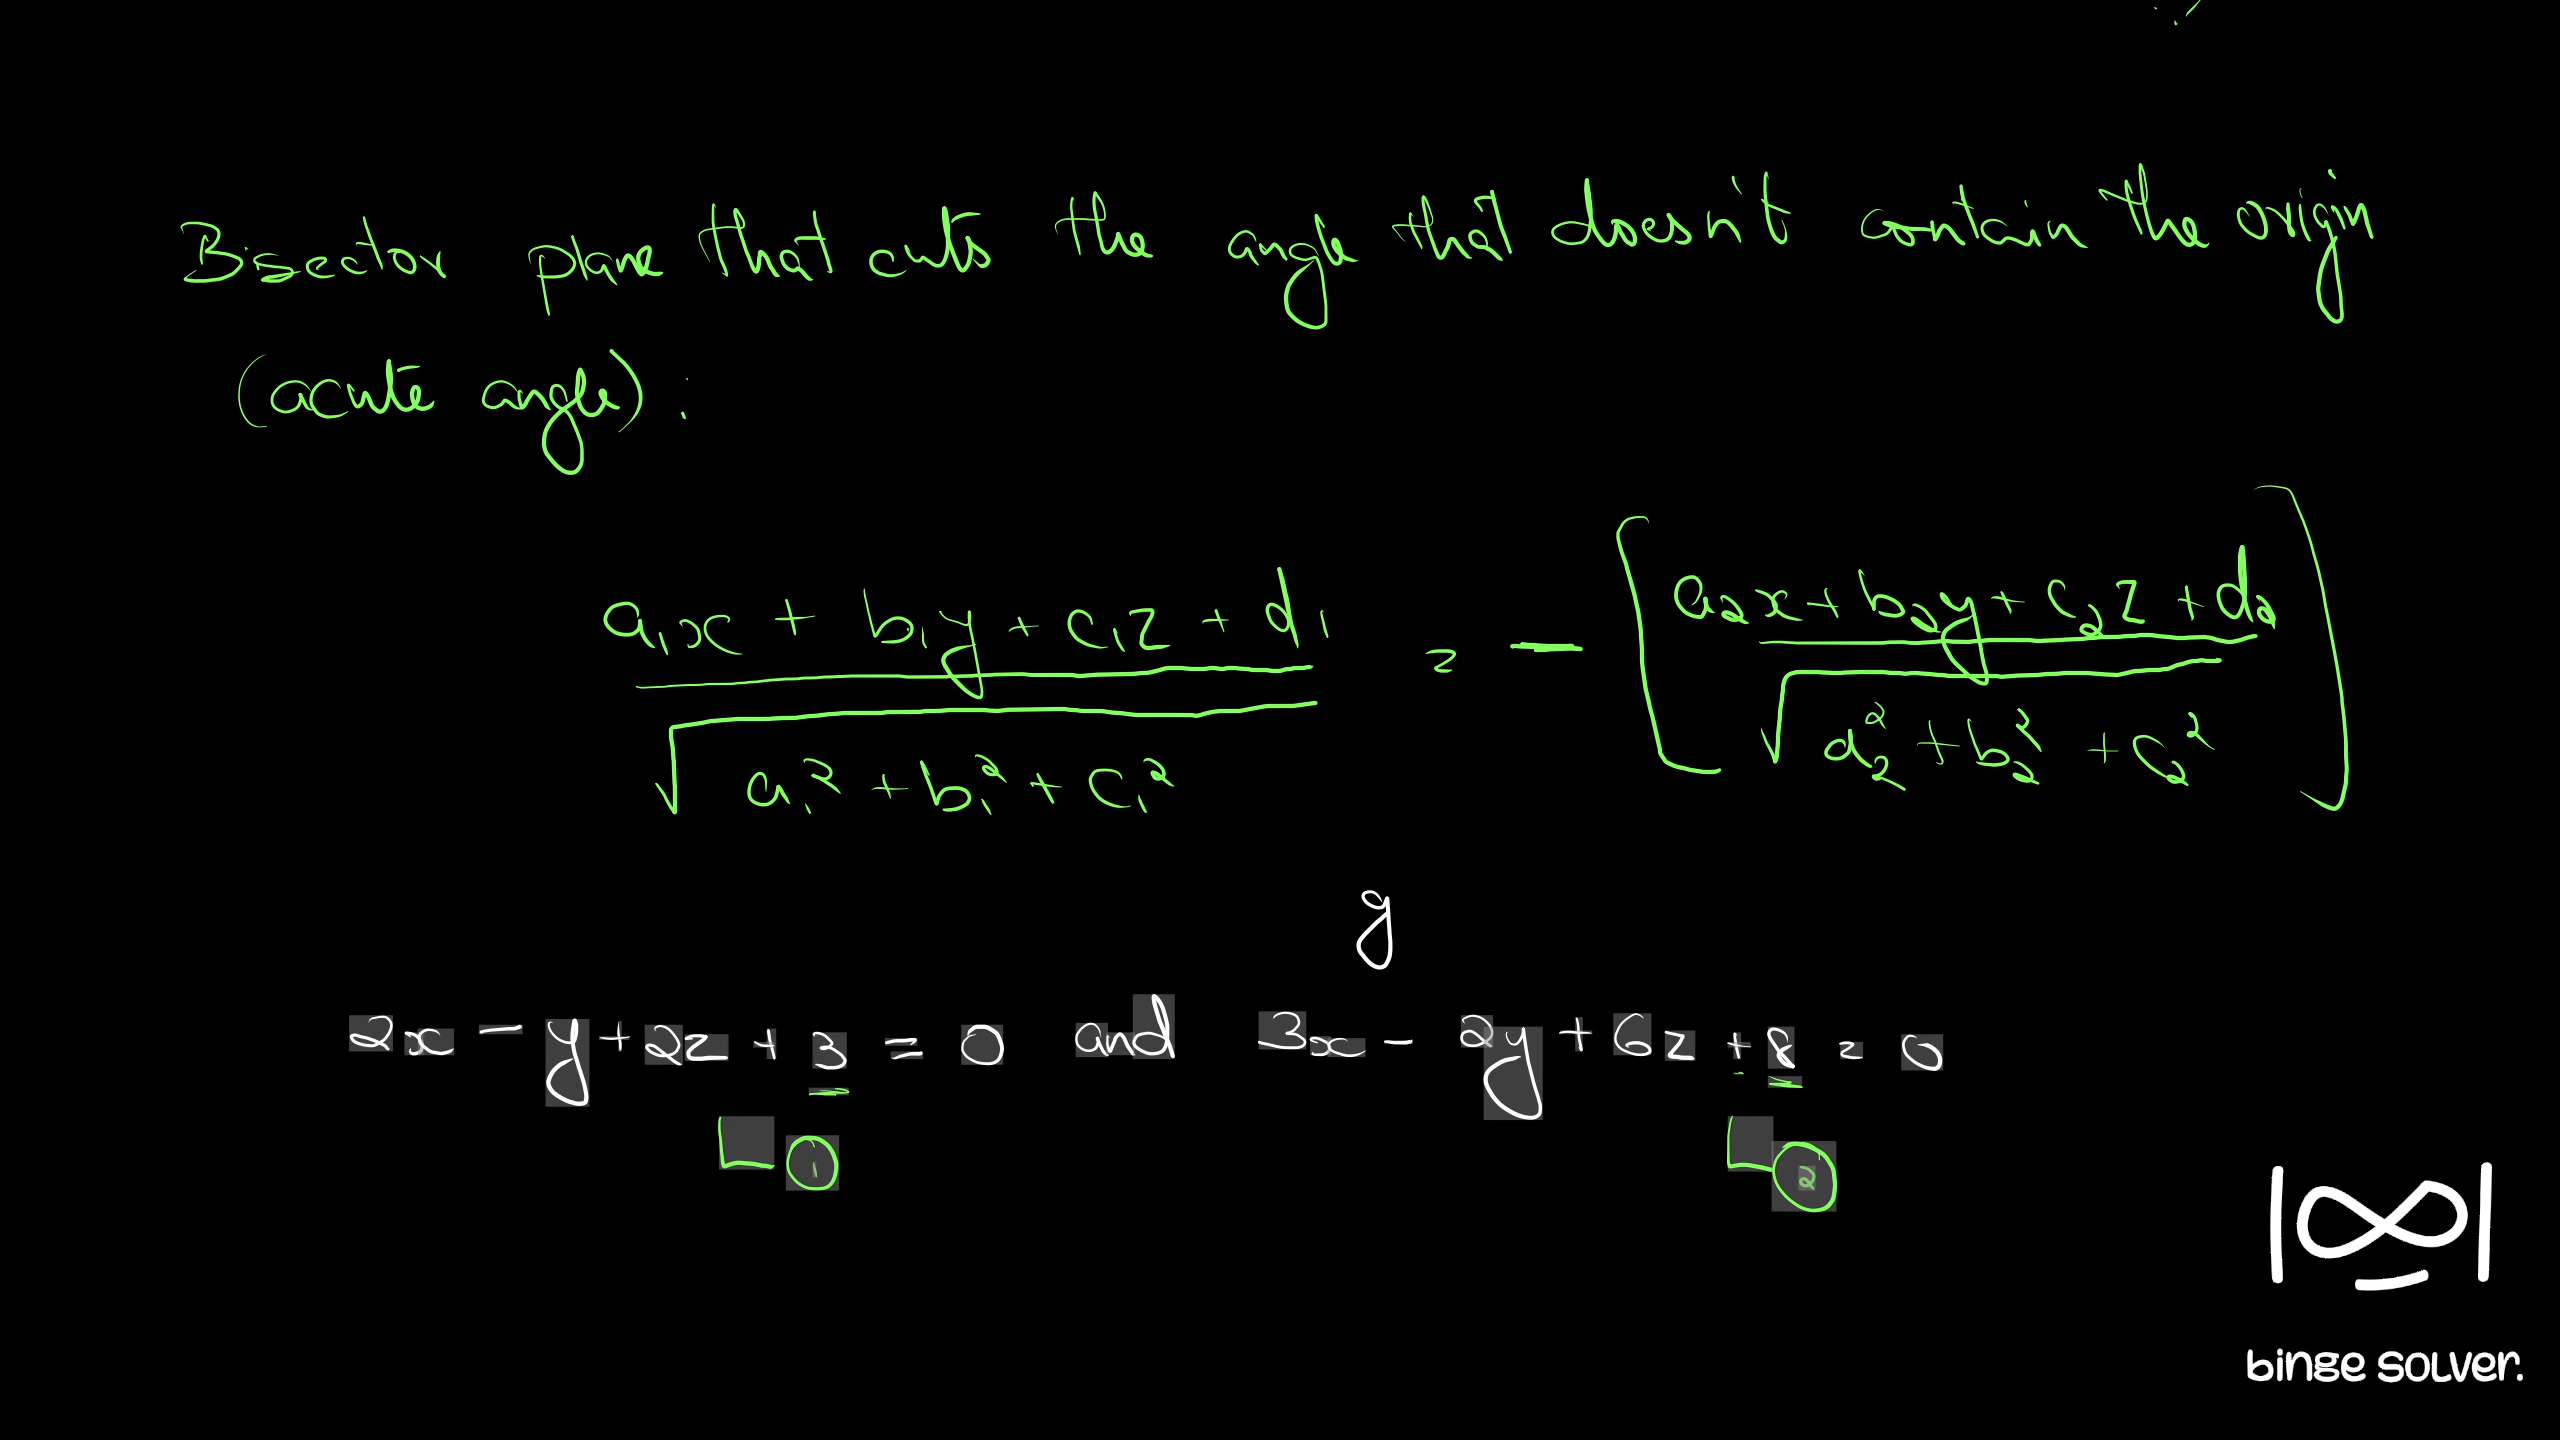 Bisector plane that cuts the angle that doesn't contain the origin
(acute angle):
a₁x + b₁y + c₁z + d₁ = - (a₂x + b₂y + c₂z + d₂)
√a₁² + b₁² + c₁² √a₂² + b₂² + c₂²
y
2x - y + 2z + 3 = 0 and 3x - 2y + 6z + 8 = 0
1 2
binge solver.